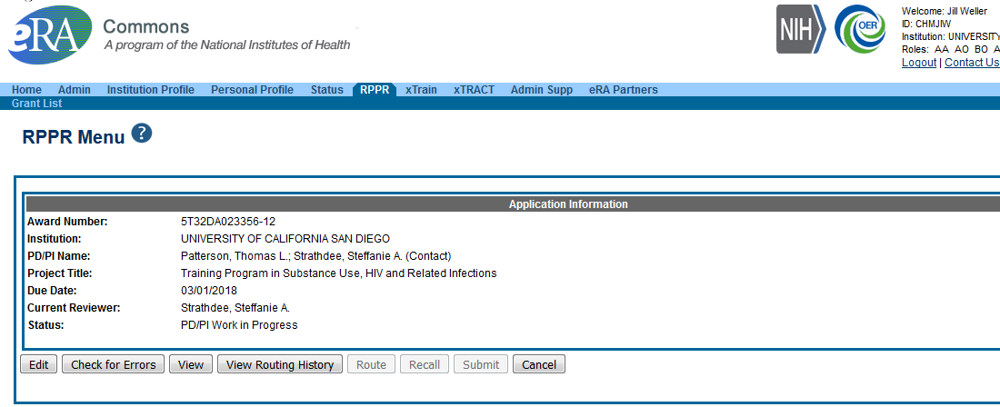 eRA
Commons
A program of the National Institutes of Health
NIH
OER
Welcome: Jill Weller
ID: CHMJIW
Institution: UNIVERSITY
Roles: AA AO BO A
Logout | Contact Us
Home Admin Institution Profile Personal Profile Status RPPR xTrain xTRACT Admin Supp eRA Partners
Grant List
RPPR Menu ?
Application Information
Award Number: 5T32DA023356-12
Institution: UNIVERSITY OF CALIFORNIA SAN DIEGO
PD/PI Name: Patterson, Thomas L.; Strathdee, Steffanie A. (Contact)
Project Title: Training Program in Substance Use, HIV and Related Infections
Due Date: 03/01/2018
Current Reviewer: Strathdee, Steffanie A.
Status: PD/PI Work in Progress
Edit Check for Errors View View Routing History Route Recall Submit Cancel